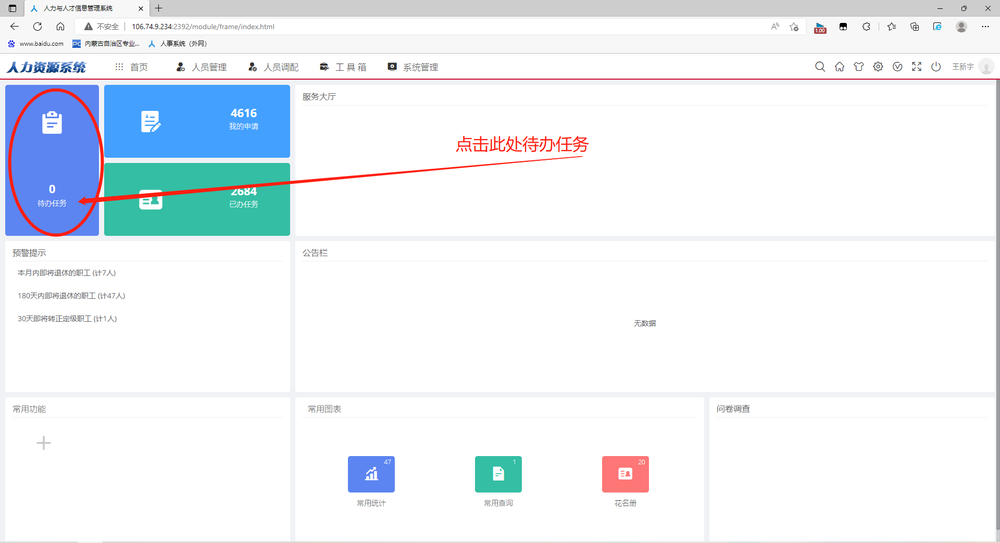 人力与人才信息管理系统
不安全
106.74.9.234:2392/module/frame/index.html
1.00
www.baidu.com
内蒙古自治区专业...
人事系统（外网）
人力资源系统
首页
人员管理
人员调配
工 具 箱
系统管理
王新宇
0
待办任务
4616
我的申请
2684
已办任务
服务大厅
点击此处待办任务
预警提示
本月内即将退休的职工 (计7人)
180天内即将退休的职工 (计47人)
30天即将转正定级职工 (计1人)
公告栏
无数据
常用功能
常用图表
47
常用统计
1
常用查询
20
花名册
问卷调查